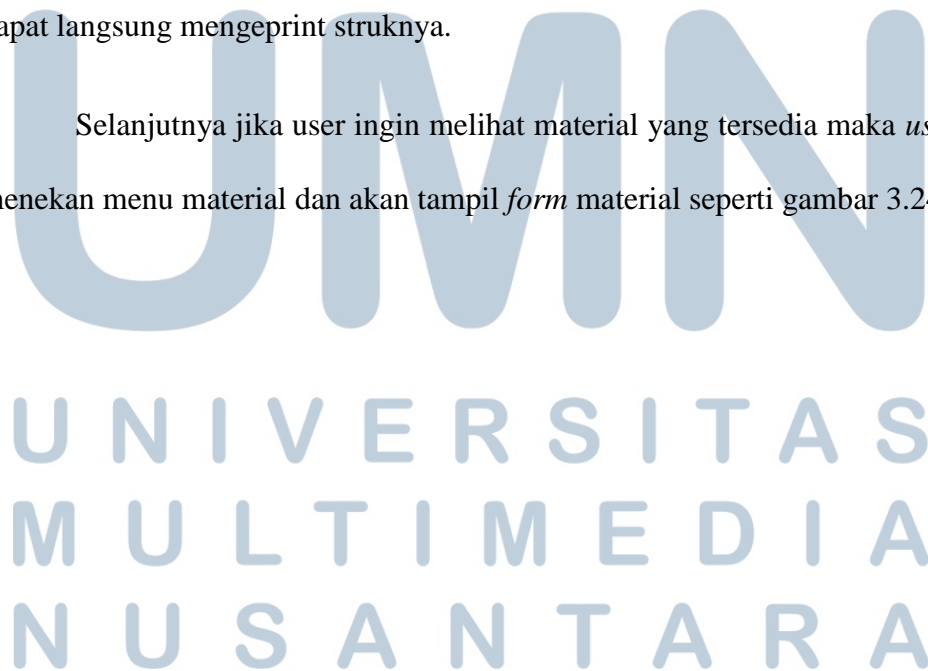 apat langsung mengeprint struknya.
Selanjutnya jika user ingin melihat material yang tersedia maka us
enekan menu material dan akan tampil form material seperti gambar 3.24
UMN
UNIVERSITAS
MULTIMEDIA
NUSANTARA